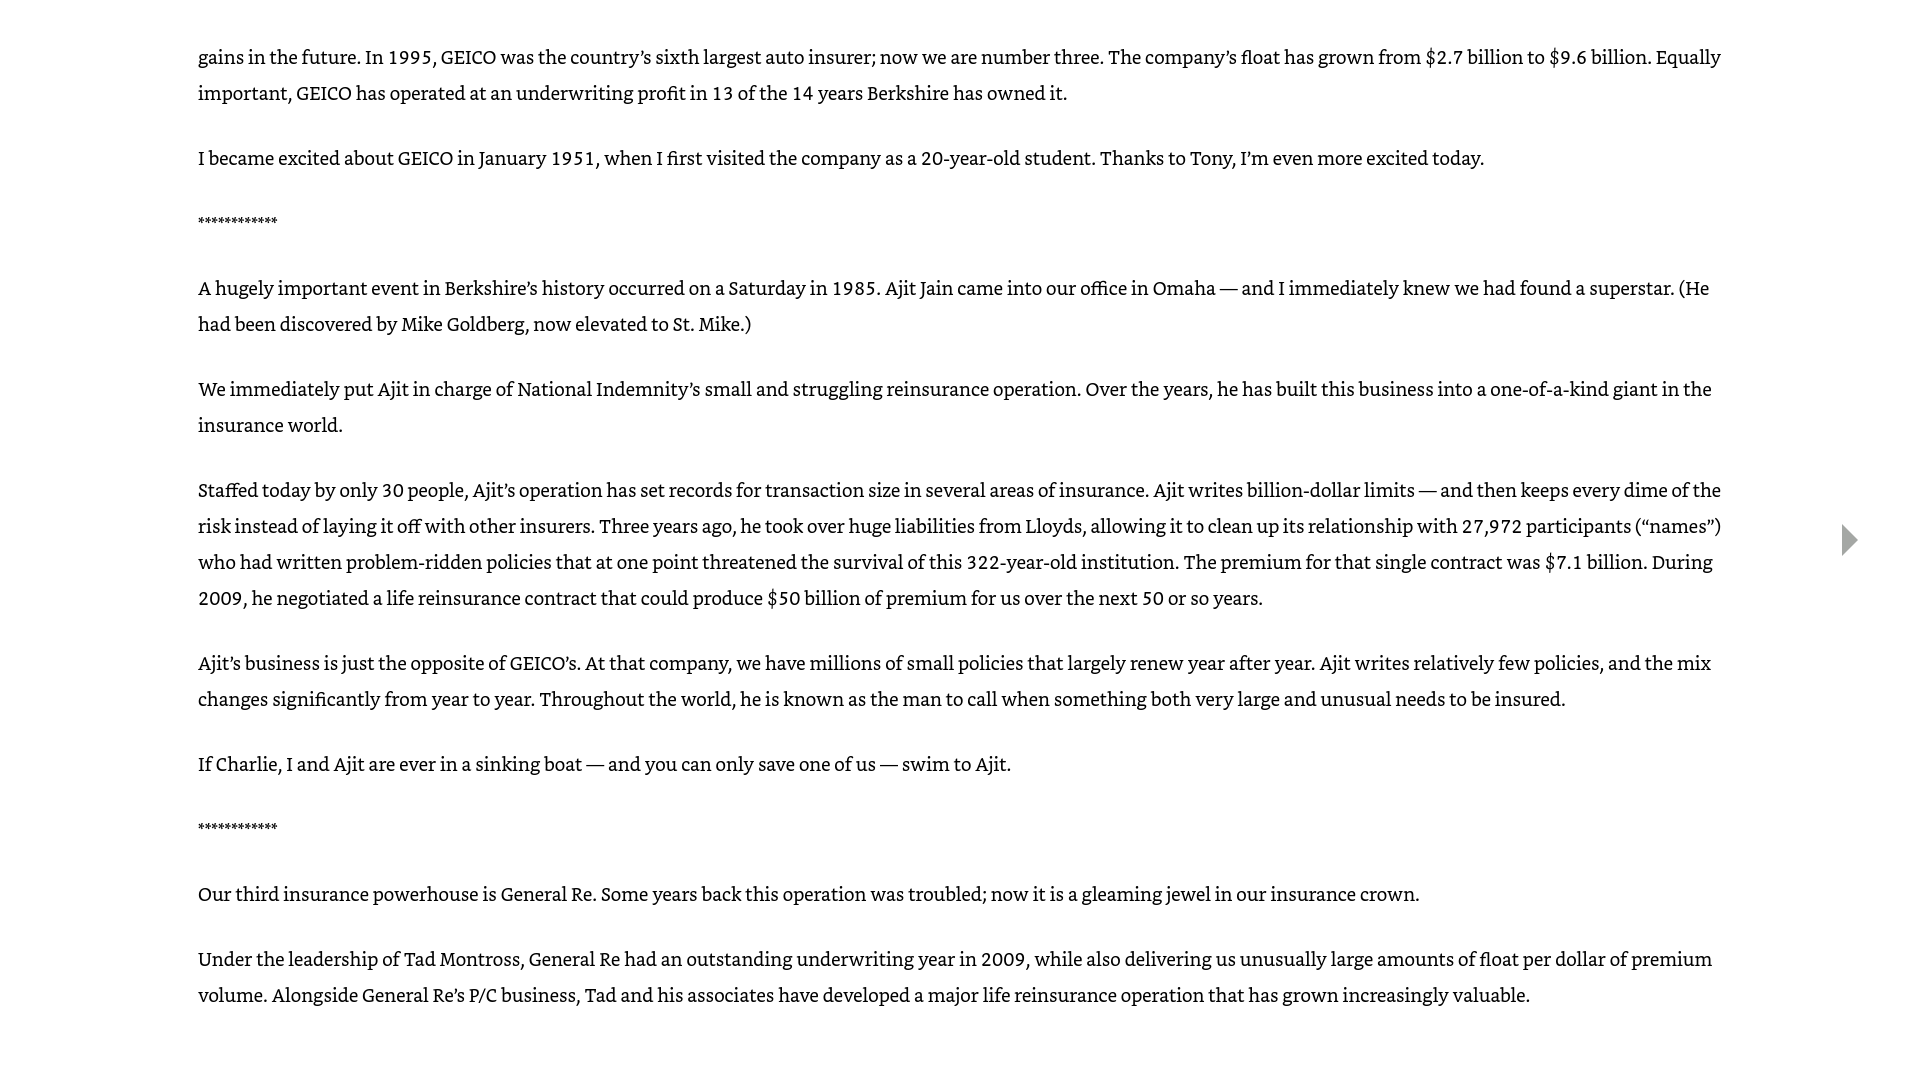 gains in the future. In 1995, GEICO was the country’s sixth largest auto insurer; now we are number three. The company’s float has grown from $2.7 billion to $9.6 billion. Equally
important, GEICO has operated at an underwriting profit in 13 of the 14 years Berkshire has owned it.
I became excited about GEICO in January 1951, when I first visited the company as a 20-year-old student. Thanks to Tony, I’m even more excited today.
************
A hugely important event in Berkshire’s history occurred on a Saturday in 1985. Ajit Jain came into our office in Omaha — and I immediately knew we had found a superstar. (He
had been discovered by Mike Goldberg, now elevated to St. Mike.)
We immediately put Ajit in charge of National Indemnity’s small and struggling reinsurance operation. Over the years, he has built this business into a one-of-a-kind giant in the
insurance world.
Staffed today by only 30 people, Ajit’s operation has set records for transaction size in several areas of insurance. Ajit writes billion-dollar limits — and then keeps every dime of the
risk instead of laying it off with other insurers. Three years ago, he took over huge liabilities from Lloyds, allowing it to clean up its relationship with 27,972 participants (“names”)
who had written problem-ridden policies that at one point threatened the survival of this 322-year-old institution. The premium for that single contract was $7.1 billion. During
2009, he negotiated a life reinsurance contract that could produce $50 billion of premium for us over the next 50 or so years.
Ajit’s business is just the opposite of GEICO’s. At that company, we have millions of small policies that largely renew year after year. Ajit writes relatively few policies, and the mix
changes significantly from year to year. Throughout the world, he is known as the man to call when something both very large and unusual needs to be insured.
If Charlie, I and Ajit are ever in a sinking boat — and you can only save one of us — swim to Ajit.
************
Our third insurance powerhouse is General Re. Some years back this operation was troubled; now it is a gleaming jewel in our insurance crown.
Under the leadership of Tad Montross, General Re had an outstanding underwriting year in 2009, while also delivering us unusually large amounts of float per dollar of premium
volume. Alongside General Re’s P/C business, Tad and his associates have developed a major life reinsurance operation that has grown increasingly valuable.